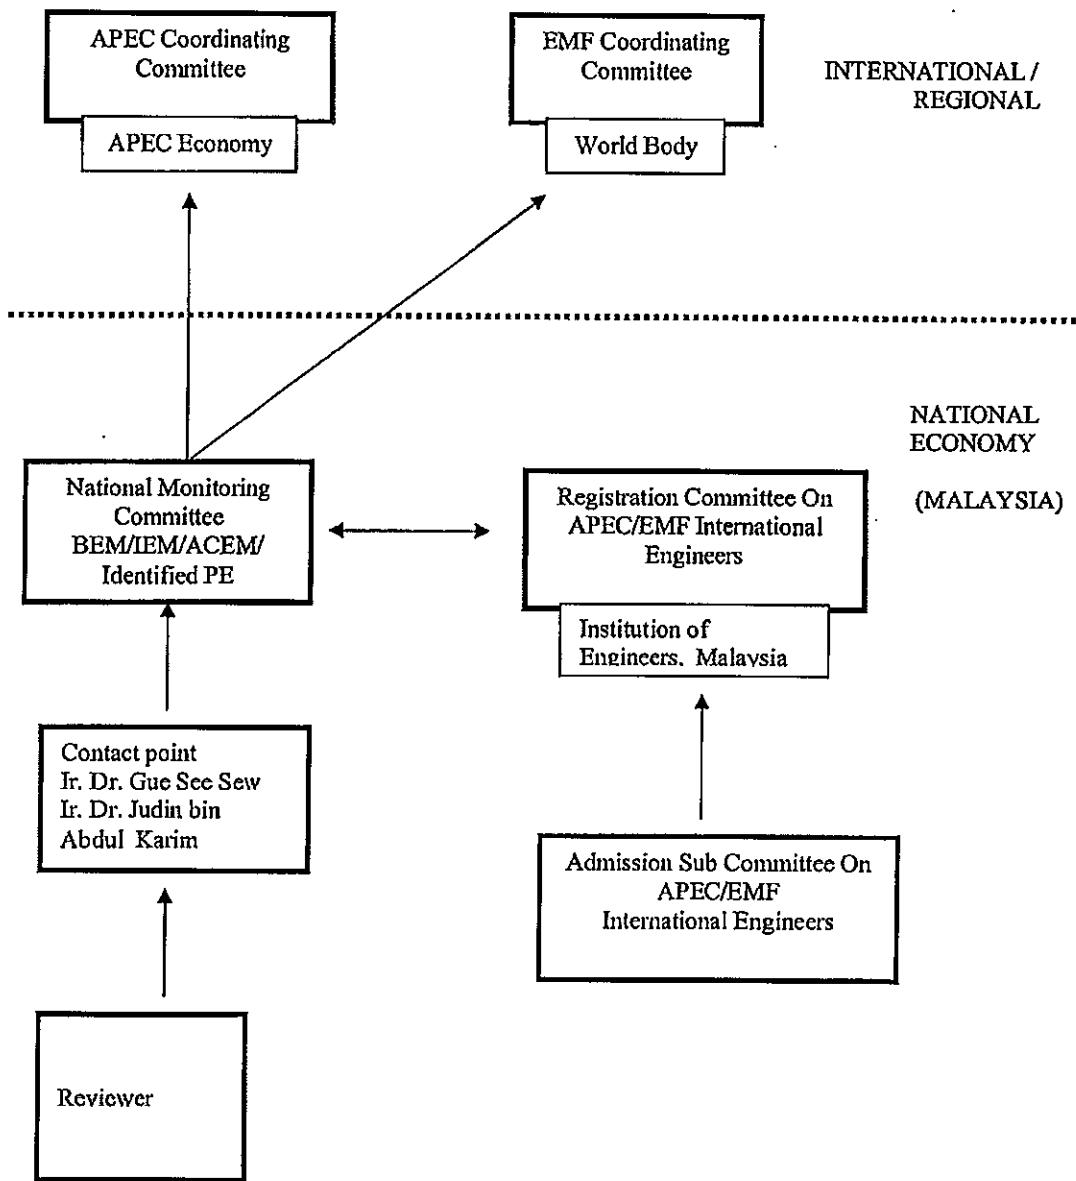 APEC Coordinating
Committee
APEC Economy
EMF Coordinating
Committee
World Body
INTERNATIONAL /
REGIONAL
NATIONAL
ECONOMY
(MALAYSIA)
National Monitoring
Committee
BEM/IEM/ACEM/
Identified PE
Registration Committee On
APEC/EMF International
Engineers
Institution of
Engineers, Malaysia
Contact point
Ir. Dr. Gue See Sew
Ir. Dr. Judin bin
Abdul Karim
Admission Sub Committee On
APEC/EMF
International Engineers
Reviewer